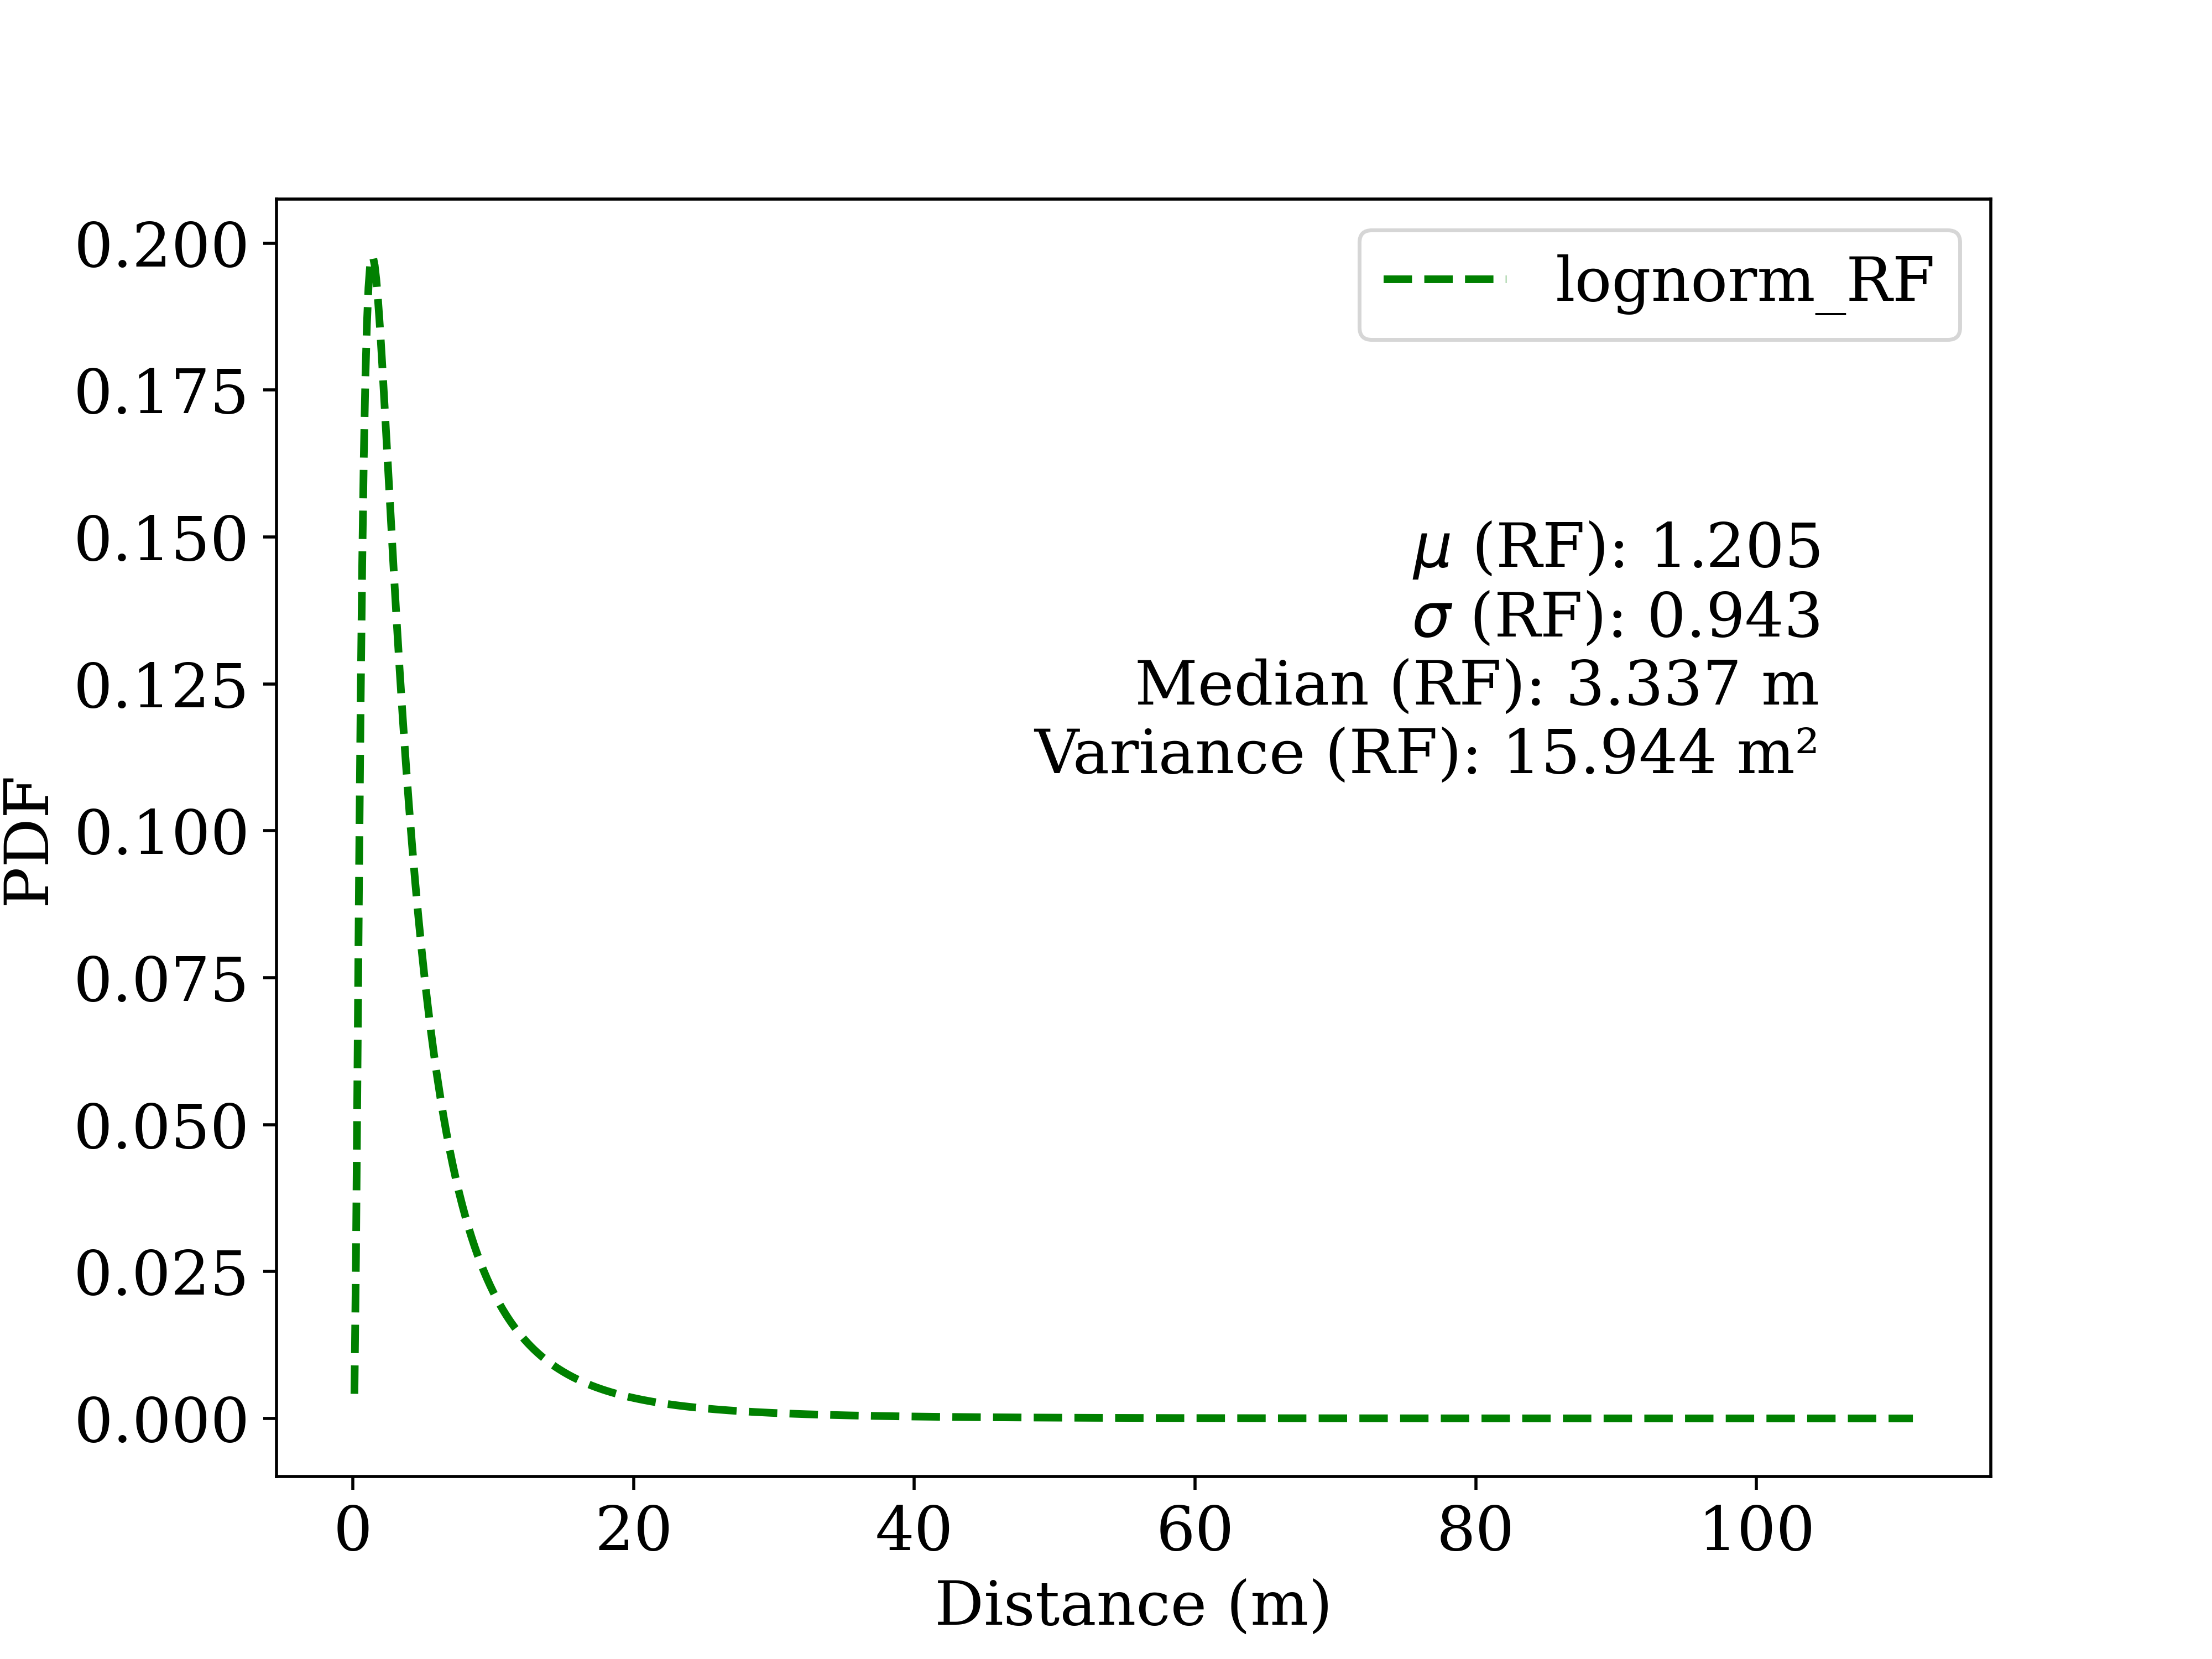 lognorm_RF
μ (RF): 1.205
σ (RF): 0.943
Median (RF): 3.337 m
Variance (RF): 15.944 m²
PDF
0.200
0.175
0.150
0.125
0.100
0.075
0.050
0.025
0.000
0 20 40 60 80 100
Distance (m)